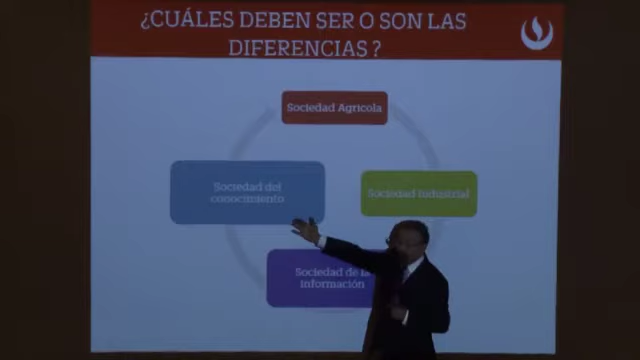 ¿CUÁLES DEBEN SER O SON LAS
DIFERENCIAS ?
Sociedad Agricola
Sociedad del
conocimiento
Sociedad Industrial
Sociedad de la
información